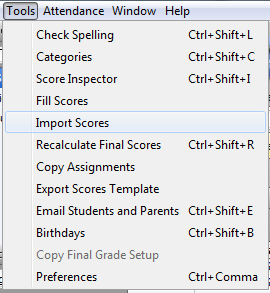 Tools Attendance Window Help
Check Spelling Ctrl+Shift+L
Categories Ctrl+Shift+C
Score Inspector Ctrl+Shift+I
Fill Scores
Import Scores
Recalculate Final Scores Ctrl+Shift+R
Copy Assignments
Export Scores Template
Email Students and Parents Ctrl+Shift+E
Birthdays Ctrl+Shift+B
Copy Final Grade Setup
Preferences Ctrl+Comma